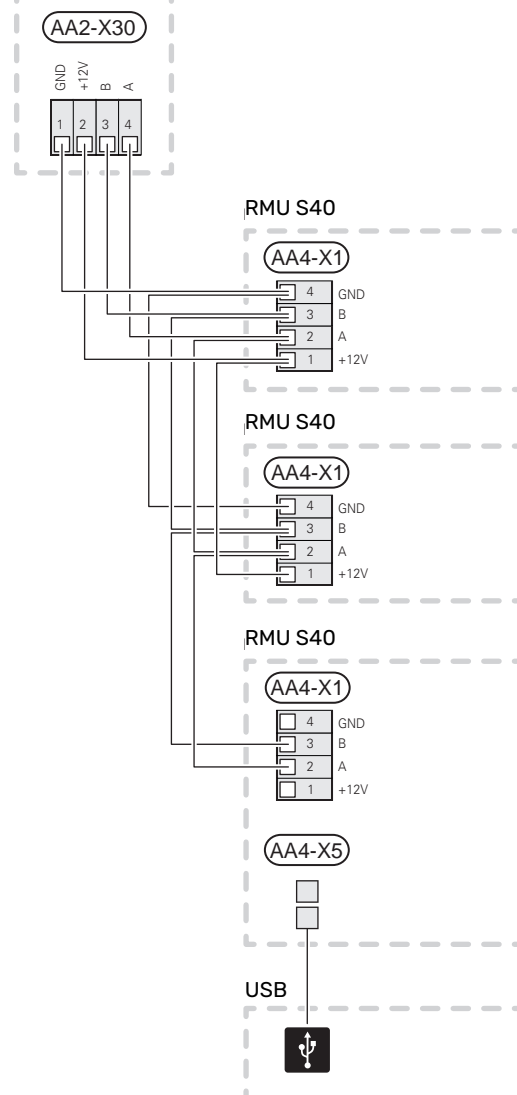 AA2-X30
GND +12V B A
1 2 3 4
RMU S40
AA4-X1
4 GND
3 B
2 A
1 +12V
RMU S40
AA4-X1
4 GND
3 B
2 A
1 +12V
RMU S40
AA4-X1
4 GND
3 B
2 A
1 +12V
AA4-X5
USB